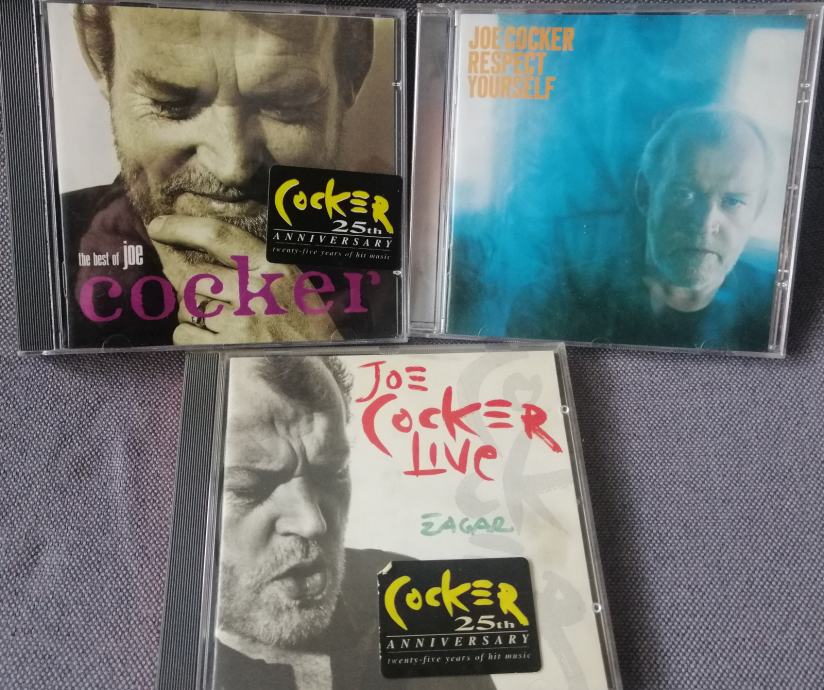 the best of joe
cocker
COCKER
25th
ANNIVERSARY
twenty-five years of hit music
JOE COCKER
RESPECT
YOURSELF
JOE
COCKER
LIVE
EAGAR
COCKER
25th
ANNIVERSARY
twenty-five years of hit music